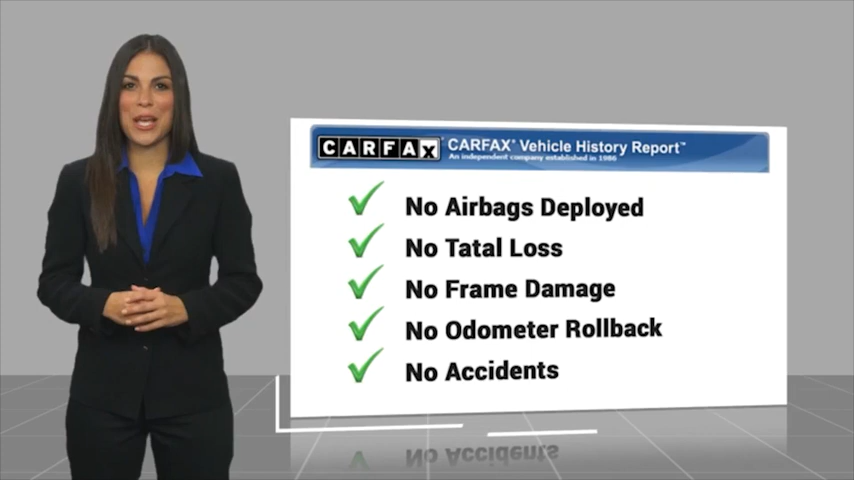 CARFAX CARFAX® Vehicle History Report™
An independent company established in 1986
No Airbags Deployed
No Tatal Loss
No Frame Damage
No Odometer Rollback
No Accidents
No Accidents